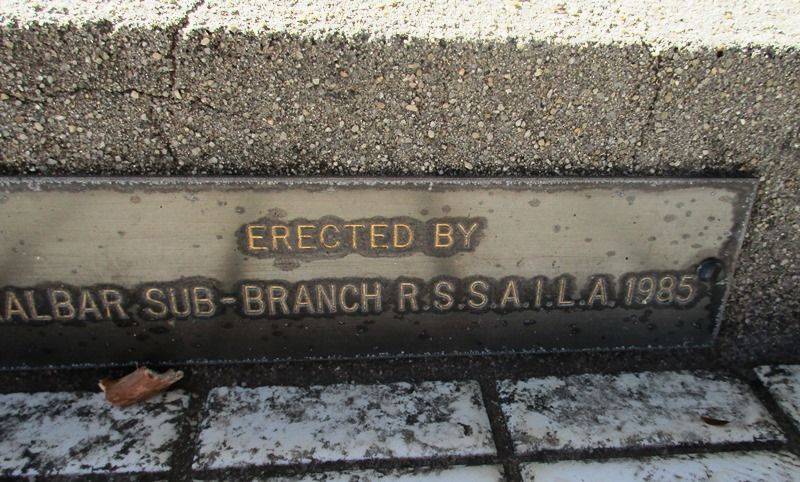 ERECTED BY
ALBAR SUB-BRANCH R.S.S.A.I.L.A. 1985